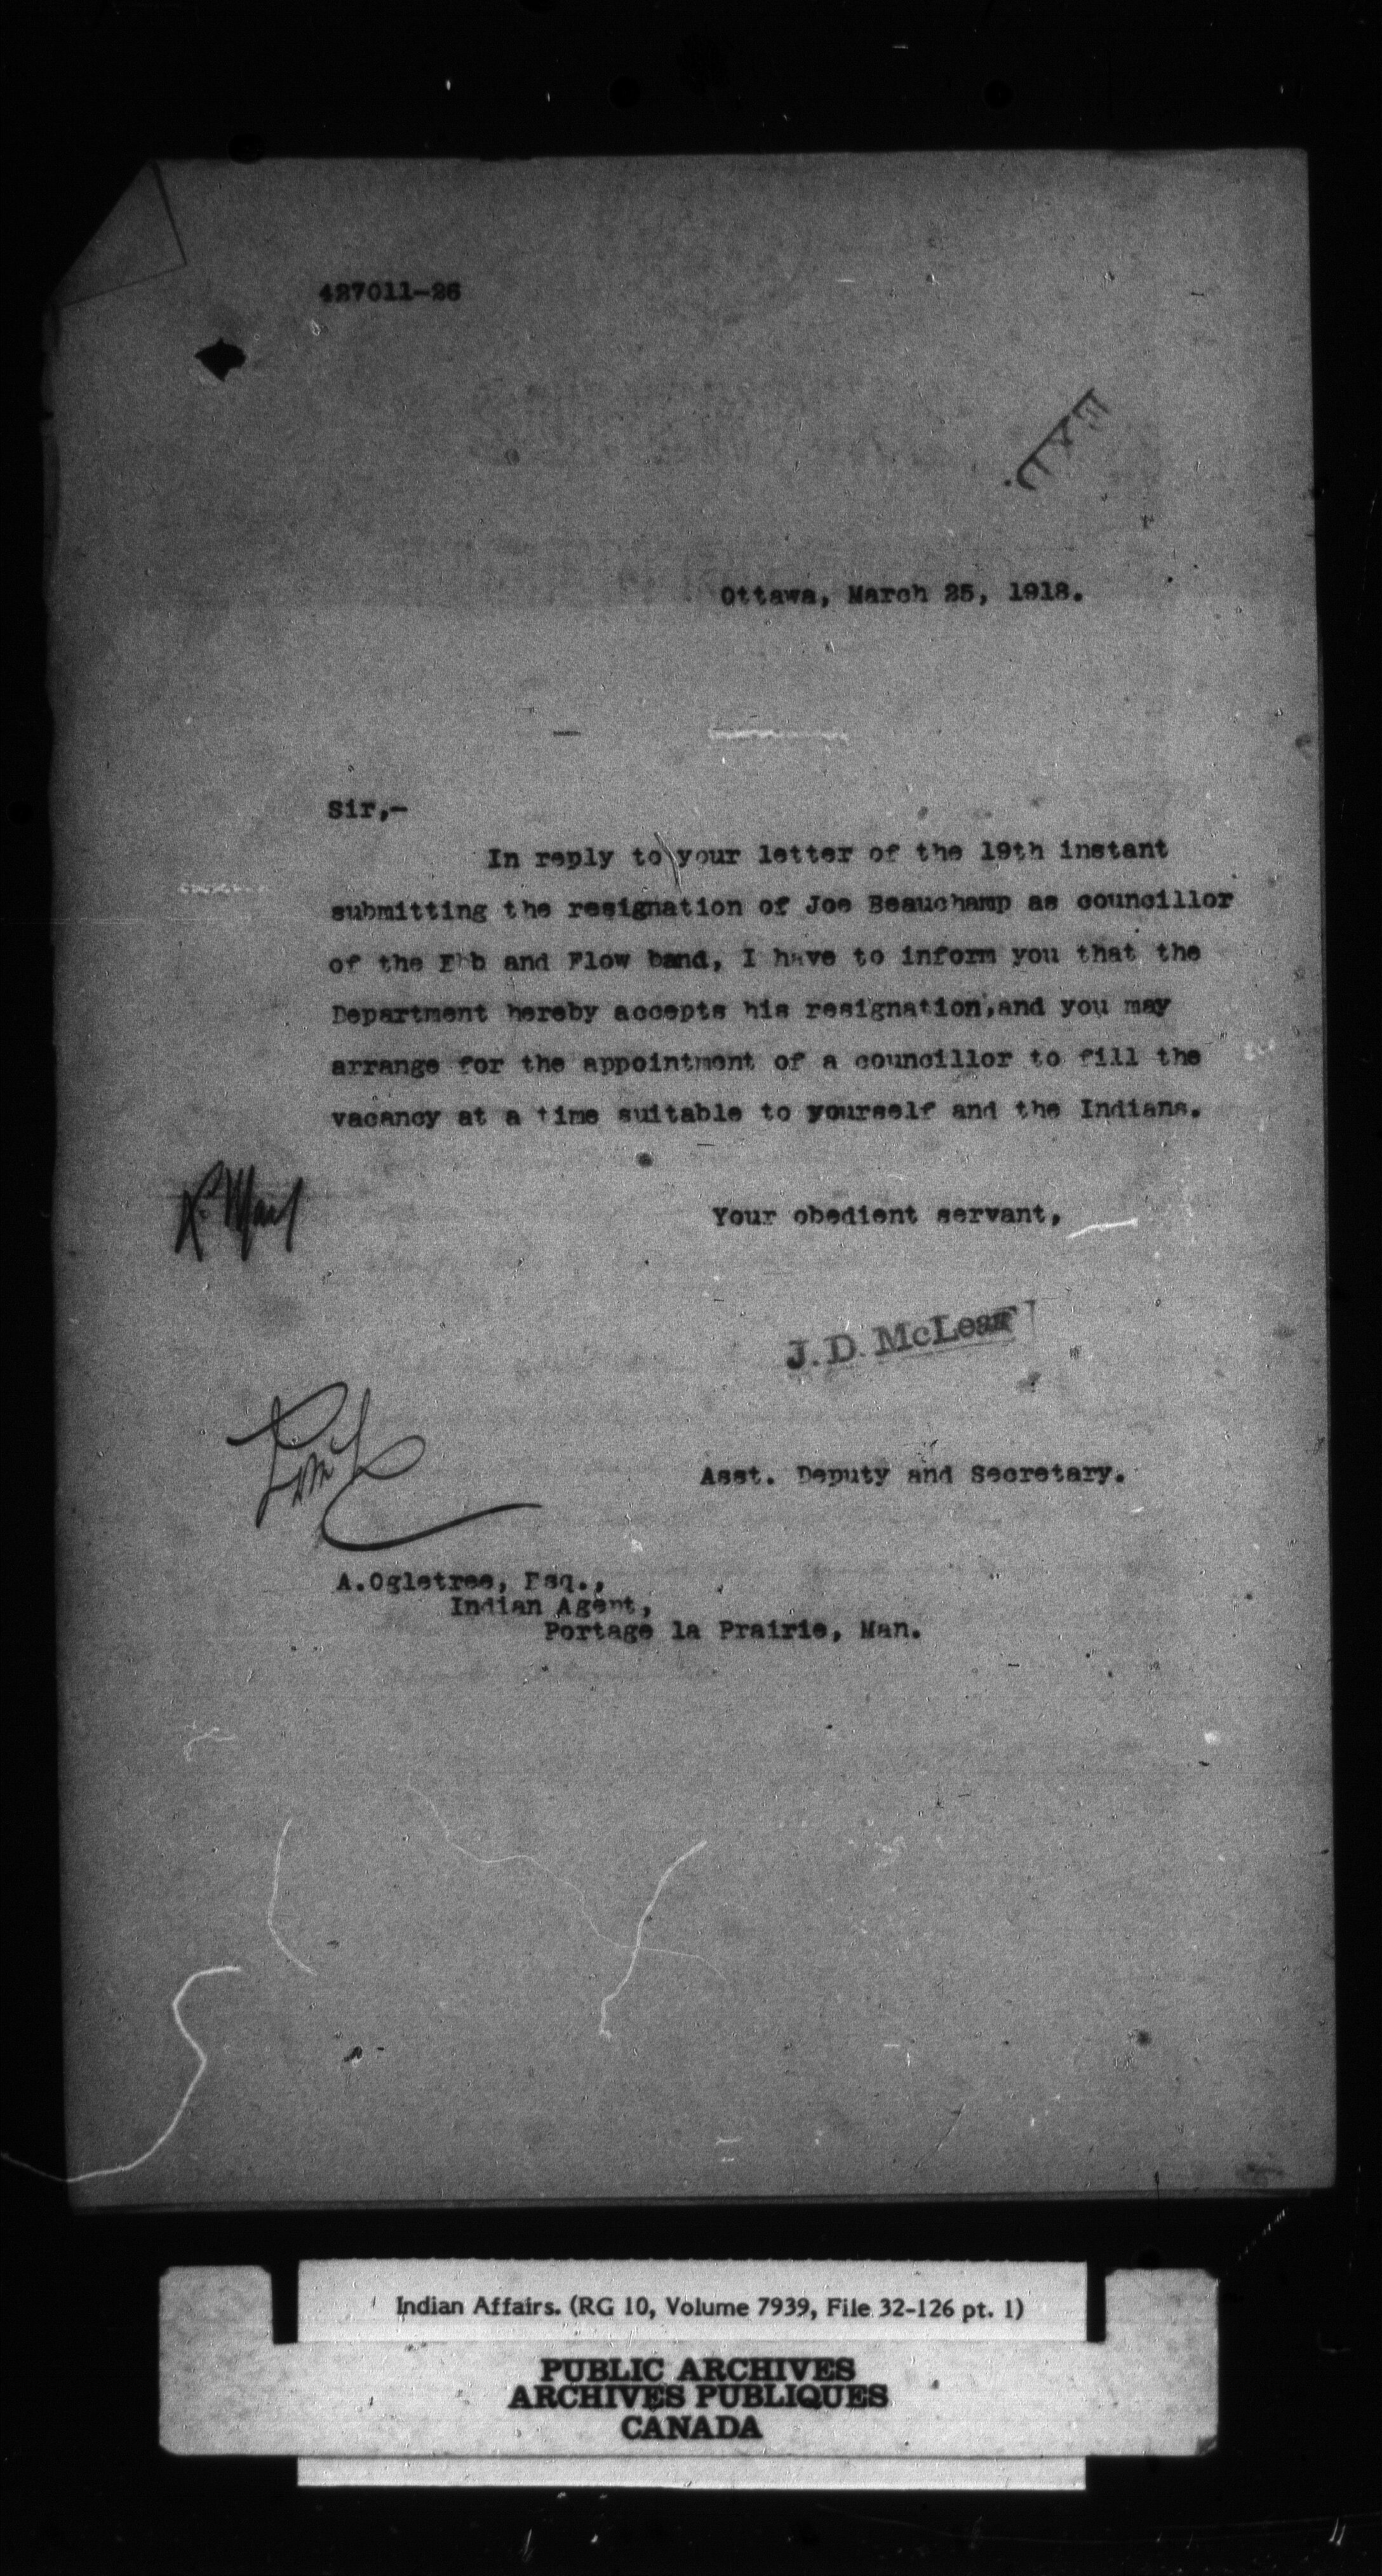 427011-26
Ottawa, March 25, 1918.
Sir,-
In reply to your letter of the 19th instant
submitting the resignation of Joe Beauchamp as councillor
of the Ebb and Flow band, I have to inform you that the
Department hereby accepts his resignation,and you may
arrange for the appointment of a councillor to fill the
vacancy at a time suitable to yourself and the Indians.
Your obedient servant,
J. D. McLean
Asst. Deputy and Secretary.
A.Ogletree, Esq.,
Indian Agent,
Portage la Prairie, Man.
Indian Affairs. (RG 10, Volume 7939, File 32-126 pt. 1)
PUBLIC ARCHIVES
ARCHIVES PUBLIQUES
CANADA